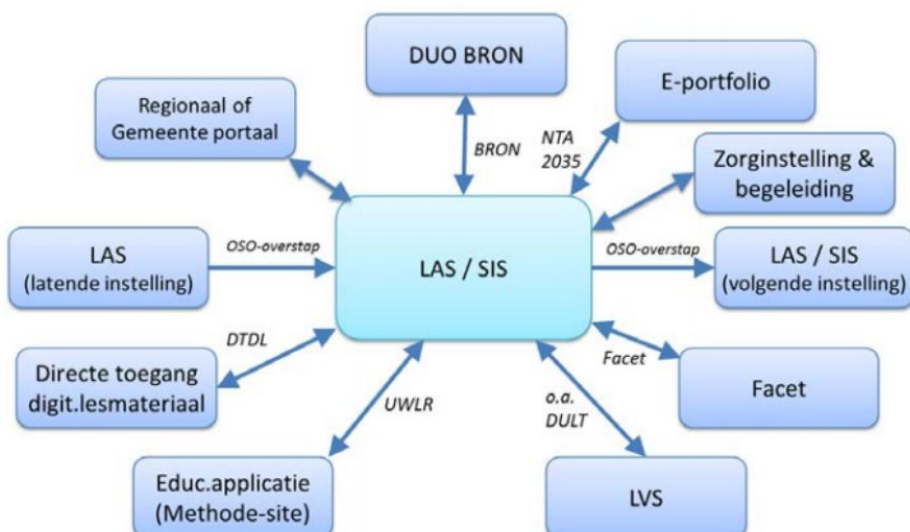 DUO BRON
E-portfolio
Regionaal of
Gemeente portaal
BRON
NTA
2035
Zorginstelling &
begeleiding
LAS
(latende instelling)
OSO-overstap
LAS / SIS
OSO-overstap
LAS / SIS
(volgende instelling)
DTDL
Directe toegang
digit.lesmateriaal
UWLR
o.a.
DULT
Facet
Facet
Educ.applicatie
(Methode-site)
LVS